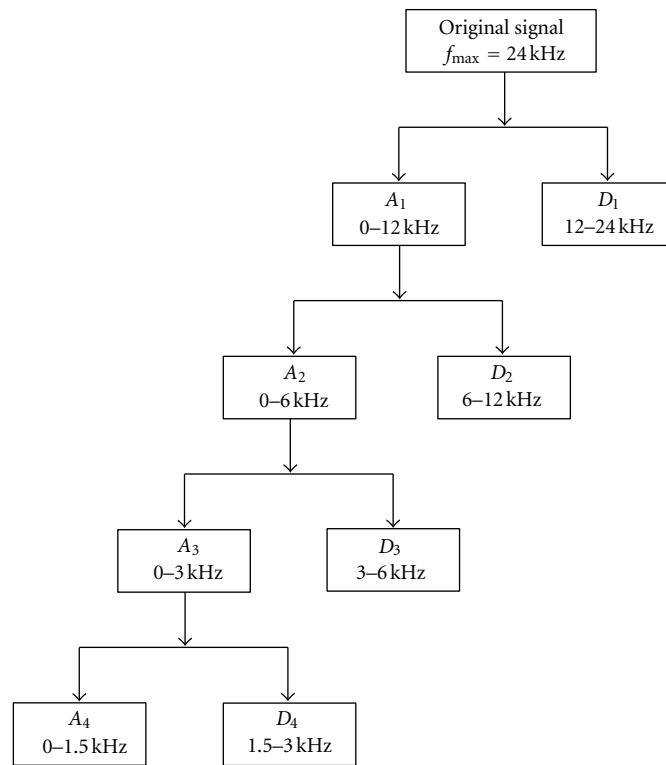 Original signal
f_max = 24 kHz
A₁
0–12 kHz
D₁
12–24 kHz
A₂
0–6 kHz
D₂
6–12 kHz
A₃
0–3 kHz
D₃
3–6 kHz
A₄
0–1.5 kHz
D₄
1.5–3 kHz